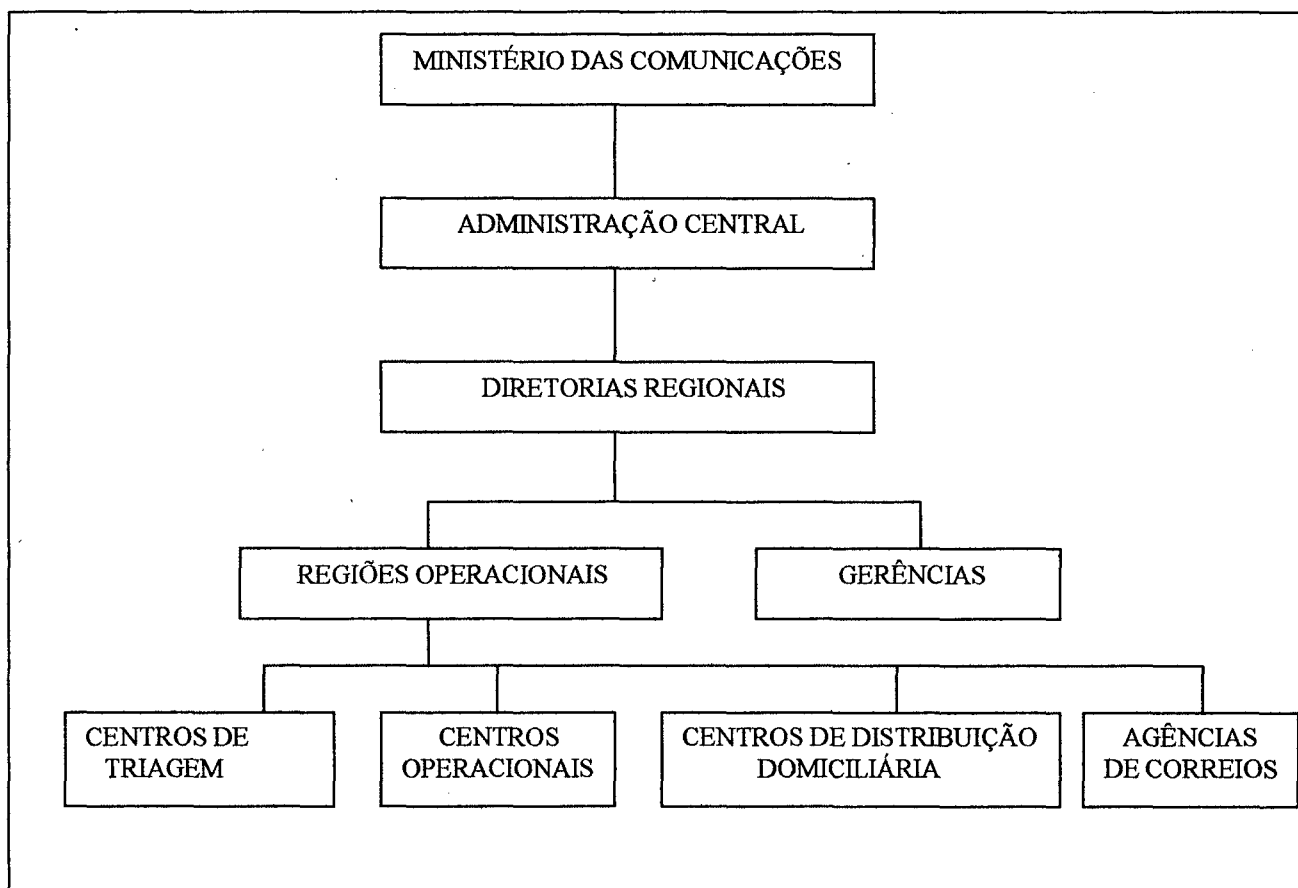 MINISTÉRIO DAS COMUNICAÇÕES
ADMINISTRAÇÃO CENTRAL
DIRETORIAS REGIONAIS
REGIÕES OPERACIONAIS
GERÊNCIAS
CENTROS DE
TRIAGEM
CENTROS
OPERACIONAIS
CENTROS DE DISTRIBUIÇÃO
DOMICILIÁRIA
AGÊNCIAS
DE CORREIOS